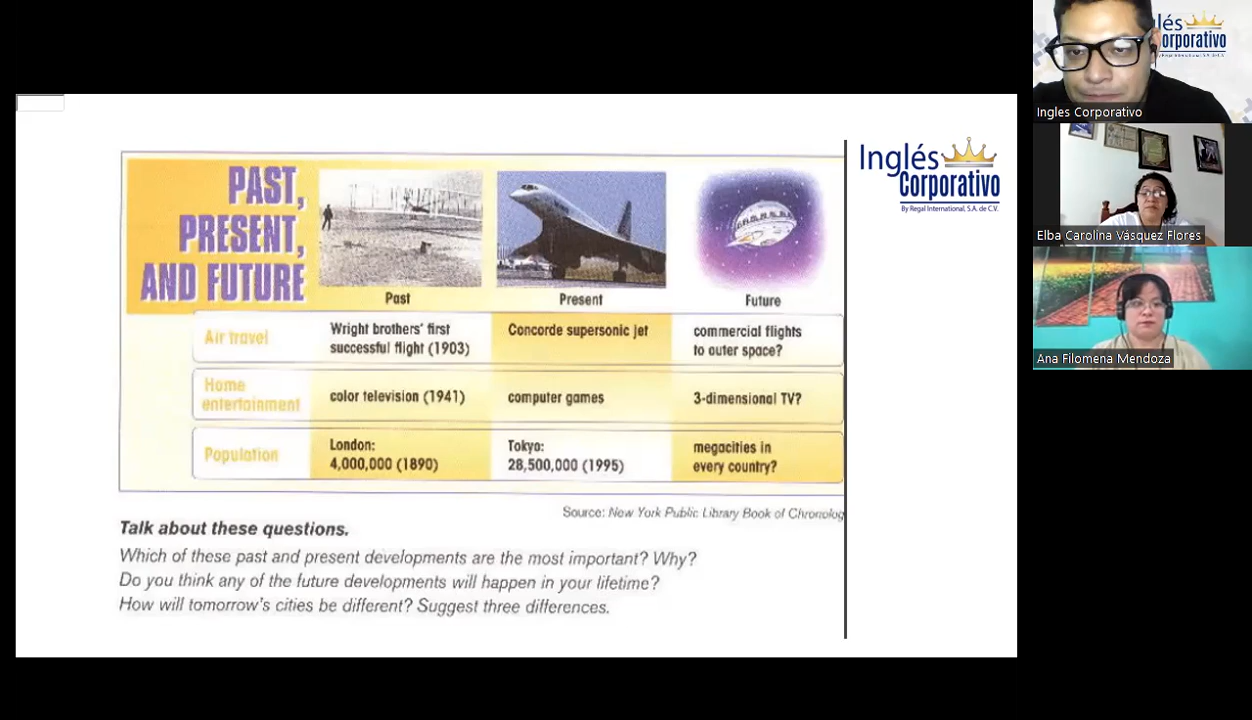 PAST,
PRESENT,
AND FUTURE
Past
Present
Future
Air travel
Wright brothers' first
successful flight (1903)
Concorde supersonic jet
commercial flights
to outer space?
Home
entertainment
color television (1941)
computer games
3-dimensional TV?
Population
London:
4,000,000 (1890)
Tokyo:
28,500,000 (1995)
megacities in
every country?
Source: New York Public Library Book of Chronolog
Talk about these questions.
Which of these past and present developments are the most important? Why?
Do you think any of the future developments will happen in your lifetime?
How will tomorrow's cities be different? Suggest three differences.
Inglés
Corporativo
By Regal International, S.A. de C.V.
lés
orporativo
Ingles Corporativo
Elba Carolina Vásquez Flores
Ana Filomena Mendoza